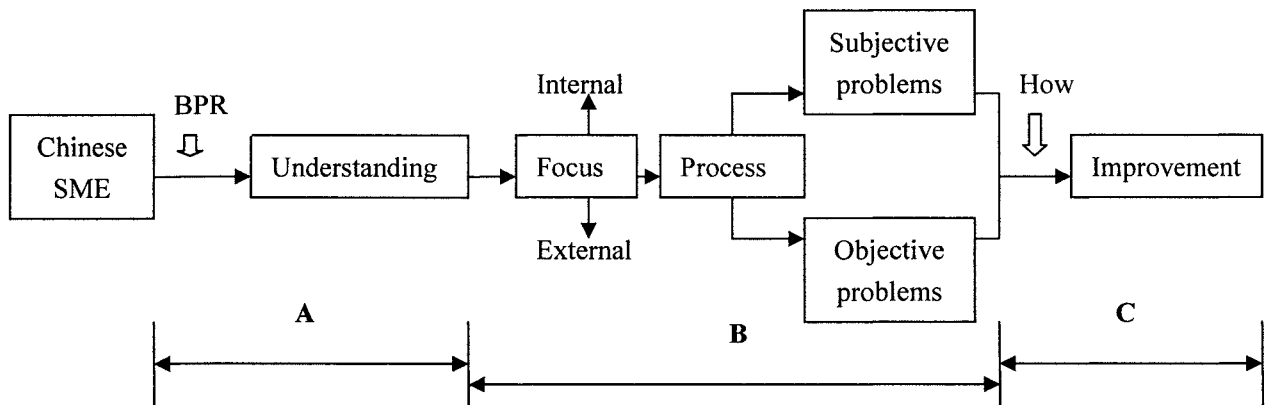 Chinese
SME
BPR
Understanding
Internal
Focus
External
Process
Subjective
problems
Objective
problems
How
Improvement
A
B
C